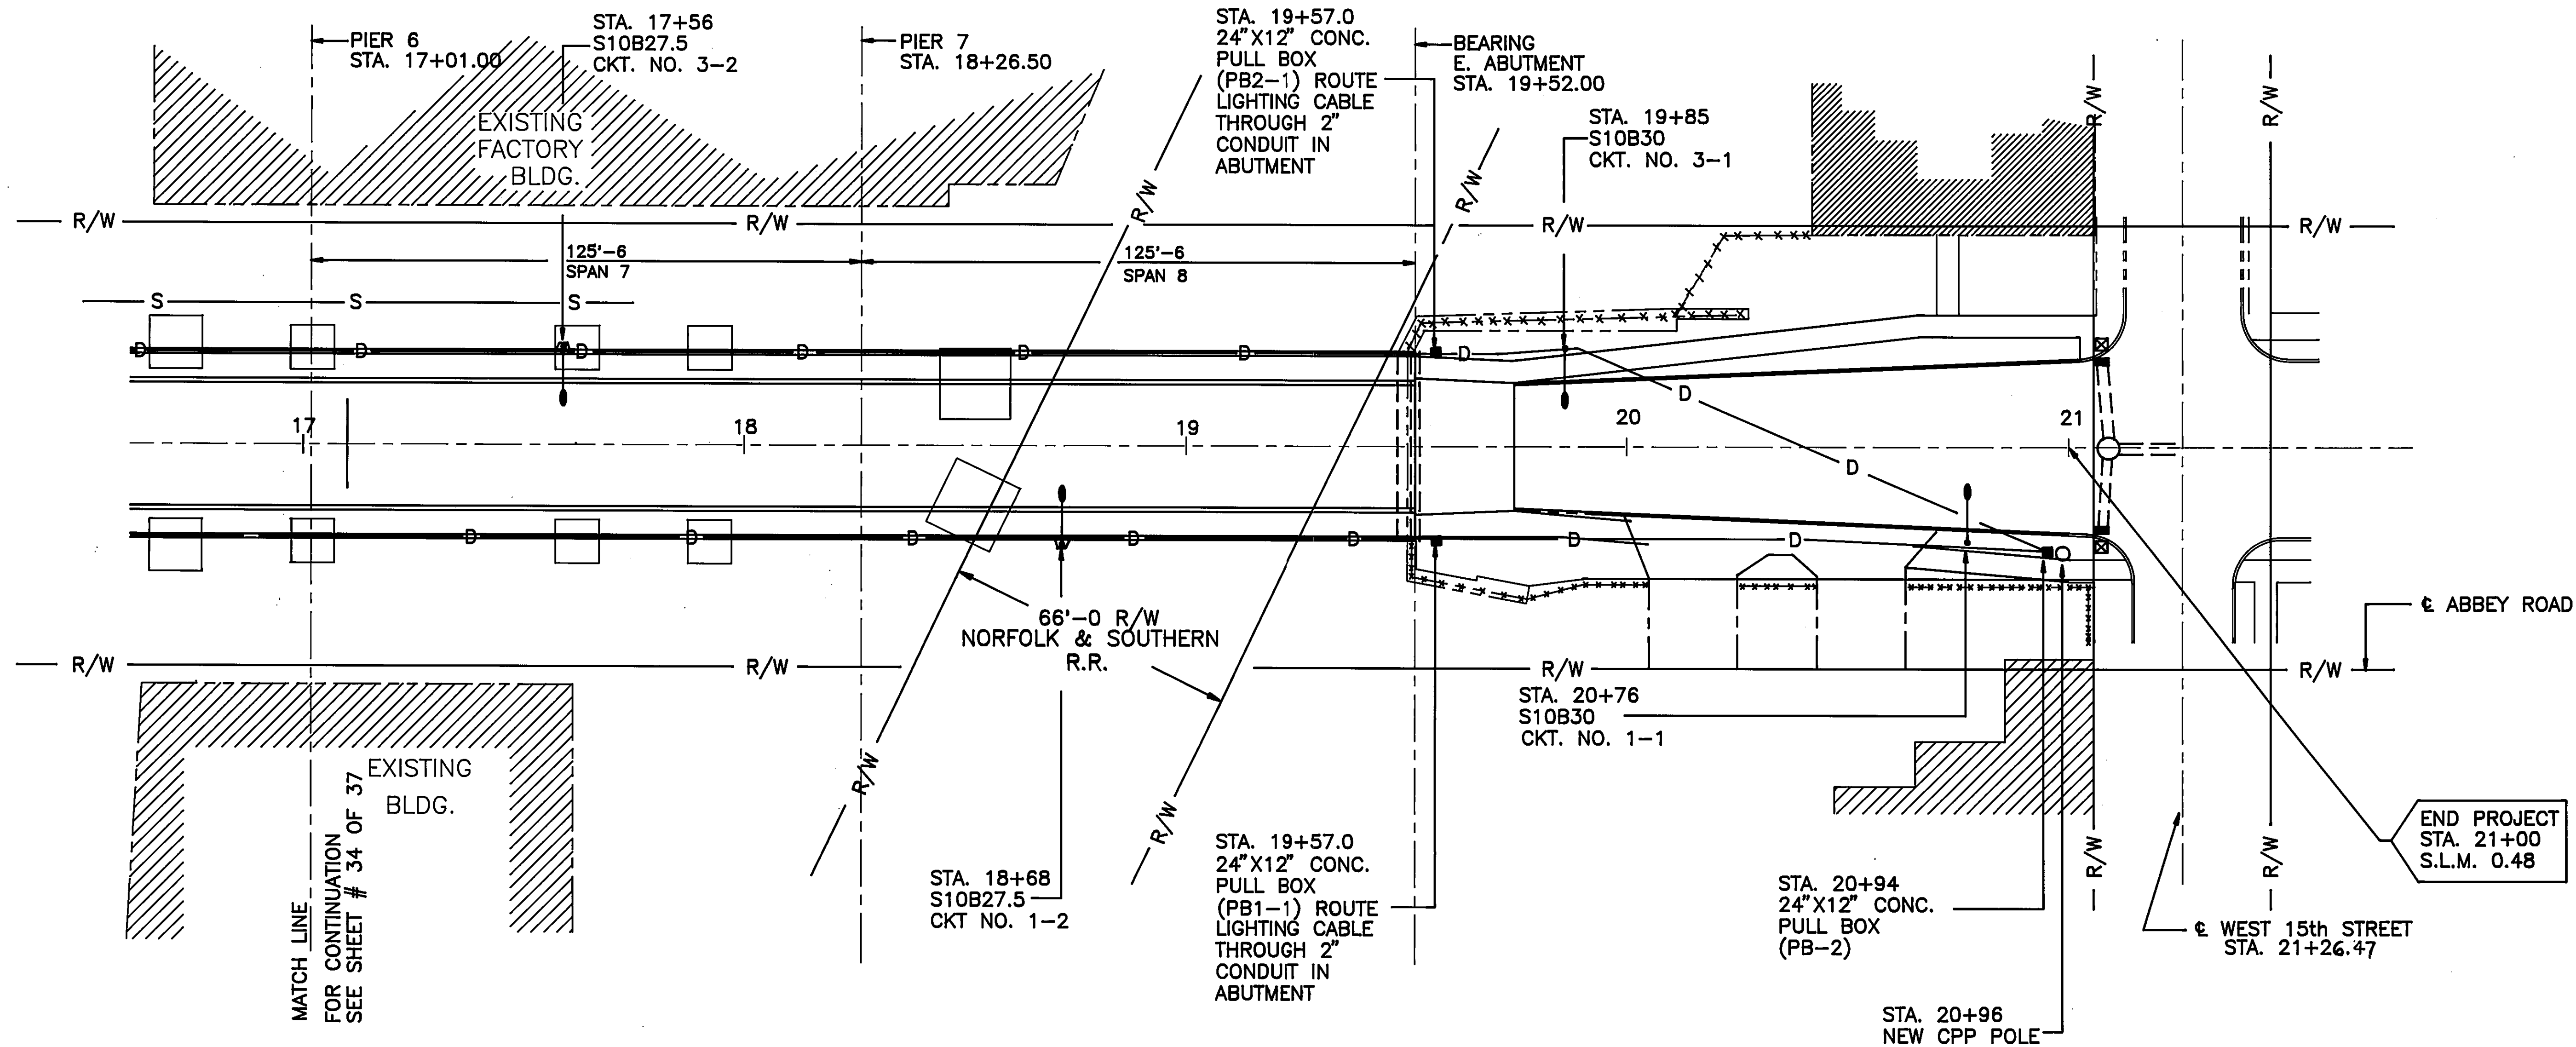 PIER 6
STA. 17+01.00
STA. 17+56
S10B27.5
CKT. NO. 3-2
PIER 7
STA. 18+26.50
STA. 19+57.0
24"X12" CONC.
PULL BOX
(PB2-1) ROUTE
LIGHTING CABLE
THROUGH 2"
CONDUIT IN
ABUTMENT
BEARING
E. ABUTMENT
STA. 19+52.00
STA. 19+85
S10B30
CKT. NO. 3-1
EXISTING
FACTORY
BLDG.
R/W
R/W
R/W
R/W
R/W
R/W
R/W
R/W
125'-6
SPAN 7
125'-6
SPAN 8
S
S
S
D
D
D
D
D
D
D
D
D
17
18
19
20
21
D
D
D
D
D
D
D
D
D
66'-0 R/W
NORFOLK & SOUTHERN
R.R.
℄ ABBEY ROAD
R/W
R/W
R/W
R/W
STA. 20+76
S10B30
CKT. NO. 1-1
R/W
R/W
EXISTING
BLDG.
MATCH LINE
FOR CONTINUATION
SEE SHEET # 34 OF 37
STA. 18+68
S10B27.5
CKT NO. 1-2
STA. 19+57.0
24"X12" CONC.
PULL BOX
(PB1-1) ROUTE
LIGHTING CABLE
THROUGH 2"
CONDUIT IN
ABUTMENT
STA. 20+94
24"X12" CONC.
PULL BOX
(PB-2)
R/W
R/W
END PROJECT
STA. 21+00
S.L.M. 0.48
℄ WEST 15th STREET
STA. 21+26.47
STA. 20+96
NEW CPP POLE